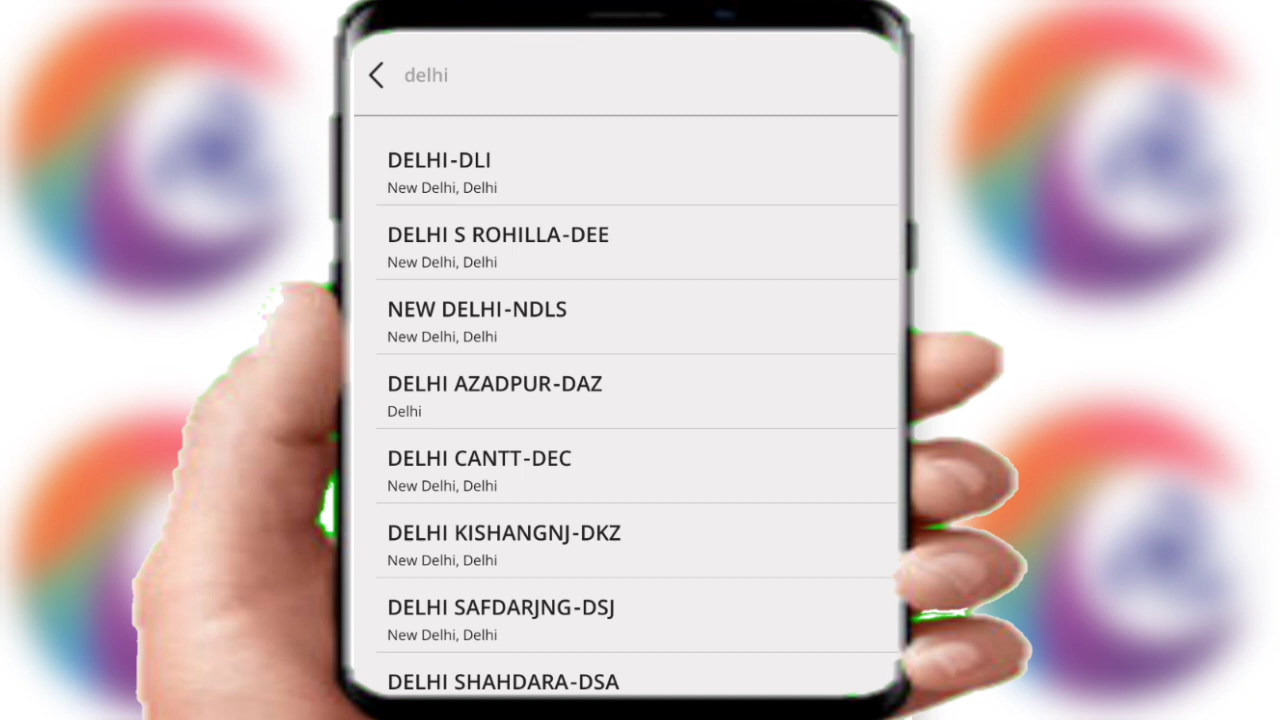 delhi
DELHI-DLI
New Delhi, Delhi
DELHI S ROHILLA-DEE
New Delhi, Delhi
NEW DELHI-NDLS
New Delhi, Delhi
DELHI AZADPUR-DAZ
Delhi
DELHI CANTT-DEC
New Delhi, Delhi
DELHI KISHANGNJ-DKZ
New Delhi, Delhi
DELHI SAFDARJNG-DSJ
New Delhi, Delhi
DELHI SHAHDARA-DSA